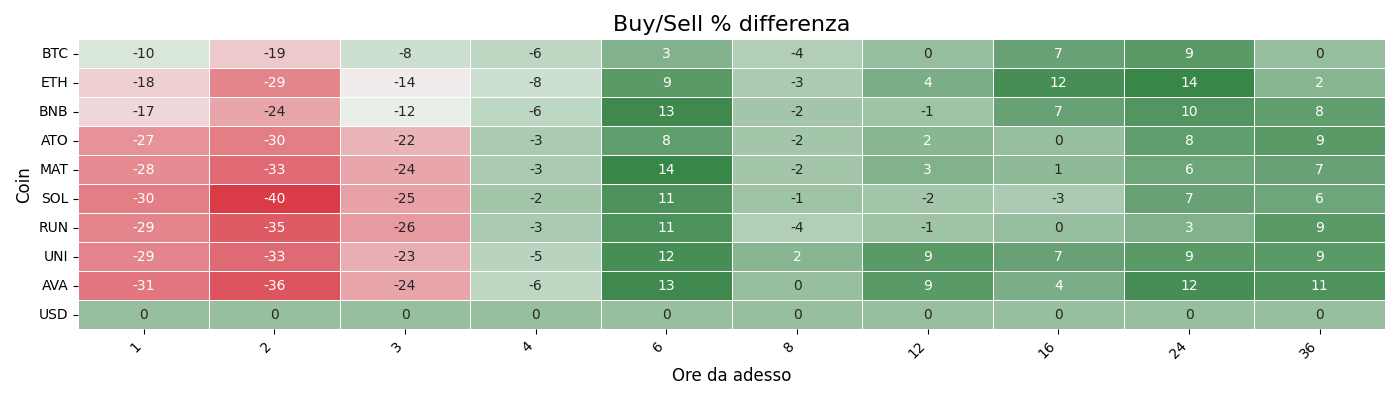 Buy/Sell % differenza
Coin
BTC -10 -19 -8 -6 3 -4 0 7 9 0
ETH -18 -29 -14 -8 9 -3 4 12 14 2
BNB -17 -24 -12 -6 13 -2 -1 7 10 8
ATO -27 -30 -22 -3 8 -2 2 0 8 9
MAT -28 -33 -24 -3 14 -2 3 1 6 7
SOL -30 -40 -25 -2 11 -1 -2 -3 7 6
RUN -29 -35 -26 -3 11 -4 -1 0 3 9
UNI -29 -33 -23 -5 12 2 9 7 9 9
AVA -31 -36 -24 -6 13 0 9 4 12 11
USD 0 0 0 0 0 0 0 0 0 0
1 2 3 4 6 8 12 16 24 36
Ore da adesso